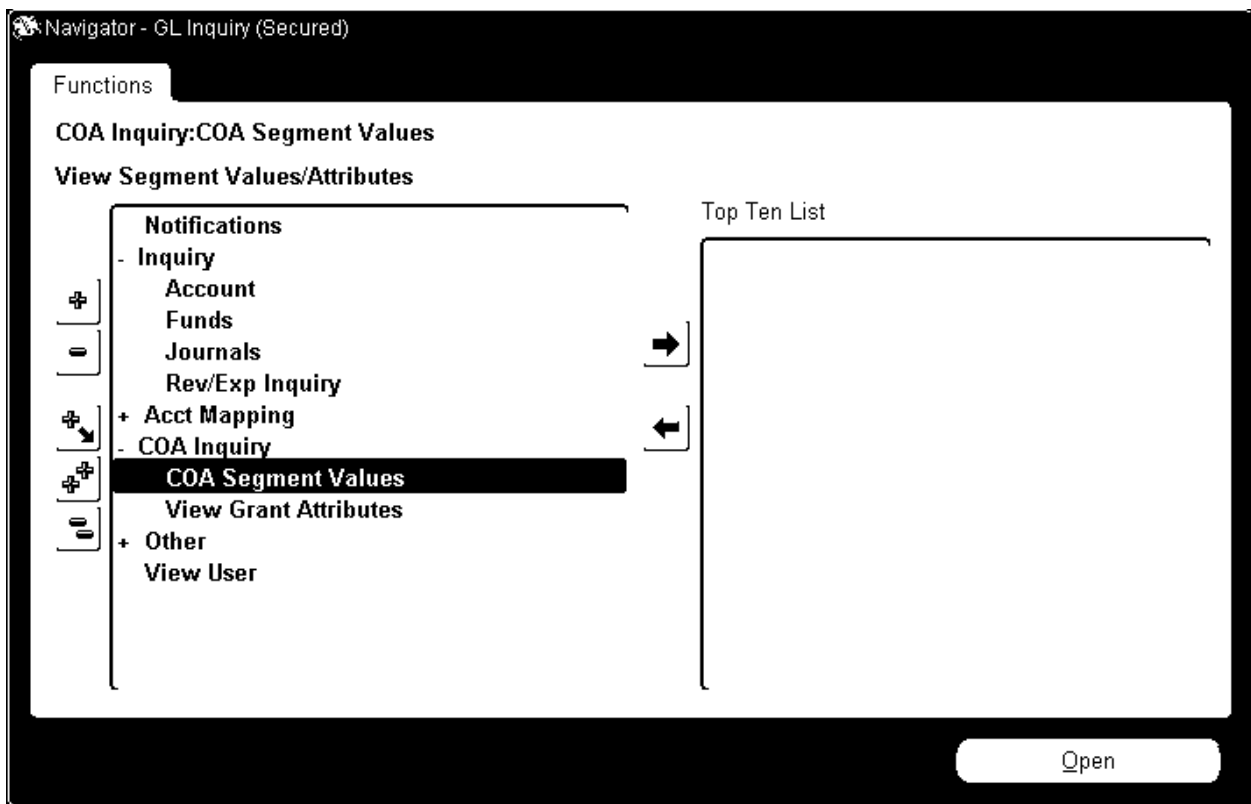 Navigator - GL Inquiry (Secured)
Functions
COA Inquiry:COA Segment Values
View Segment Values/Attributes
Notifications
- Inquiry
Account
Funds
Journals
Rev/Exp Inquiry
+ Acct Mapping
- COA Inquiry
COA Segment Values
View Grant Attributes
+ Other
View User
Top Ten List
Open